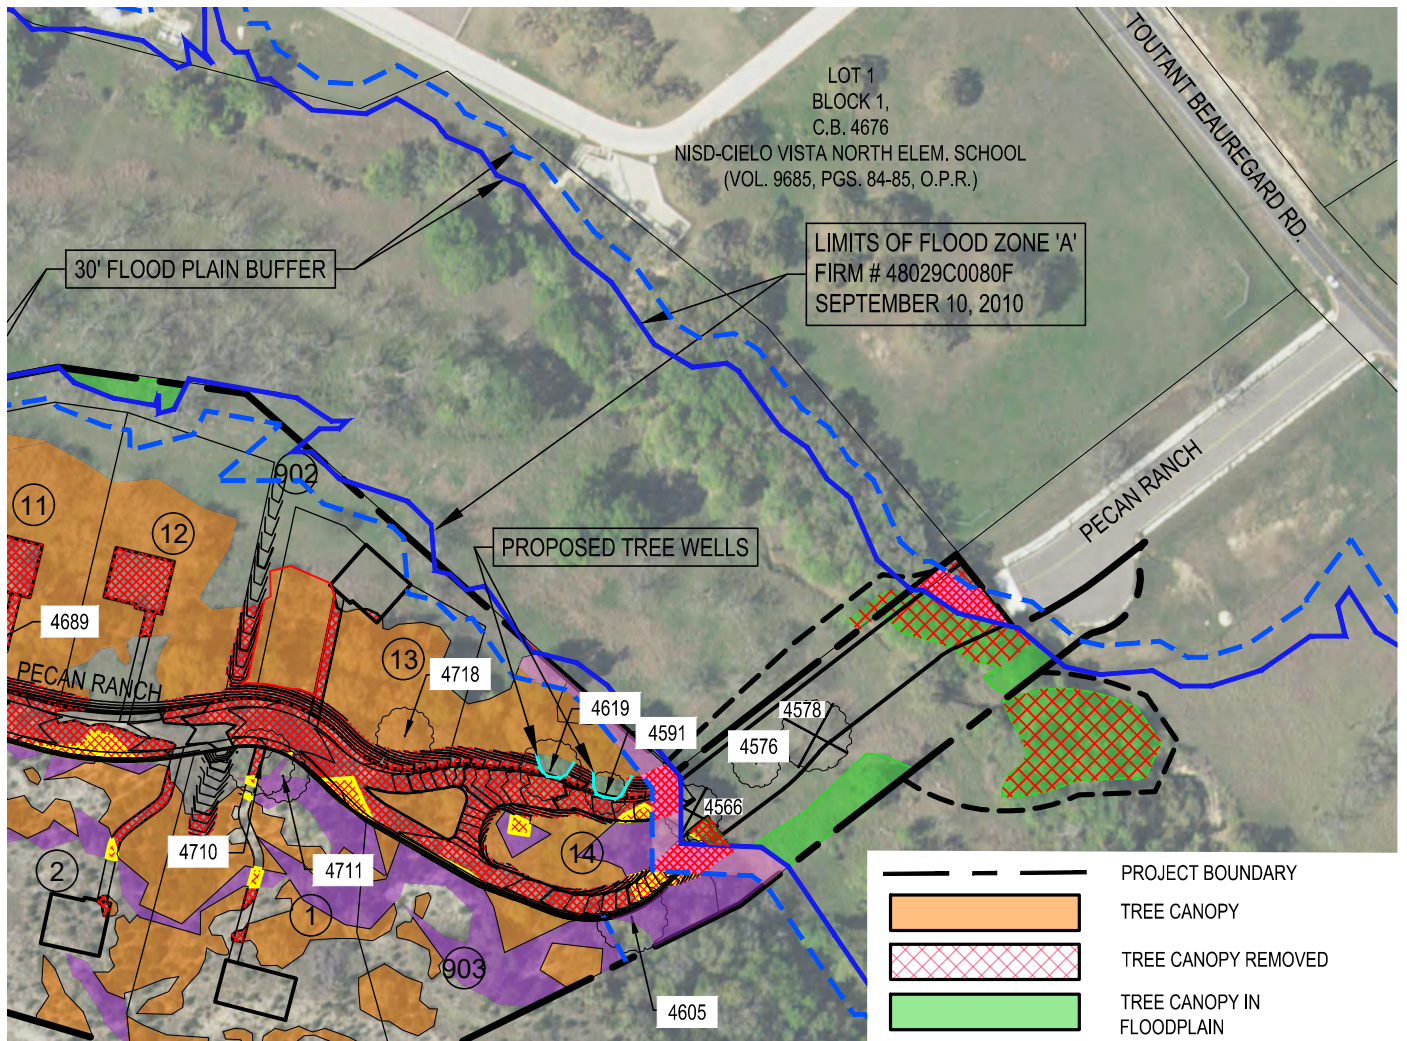 TOUTANT BEAUREGARD RD.
LOT 1
BLOCK 1,
C.B. 4676
NISD-CIELO VISTA NORTH ELEM. SCHOOL
(VOL. 9685, PGS. 84-85, O.P.R.)
LIMITS OF FLOOD ZONE 'A'
FIRM # 48029C0080F
SEPTEMBER 10, 2010
30' FLOOD PLAIN BUFFER
PECAN RANCH
902
11
12
PROPOSED TREE WELLS
4689
13
4718
PECAN RANCH
4619
4591
4578
4576
4566
4710
4711
14
2
1
903
4605
PROJECT BOUNDARY
TREE CANOPY
TREE CANOPY REMOVED
TREE CANOPY IN
FLOODPLAIN